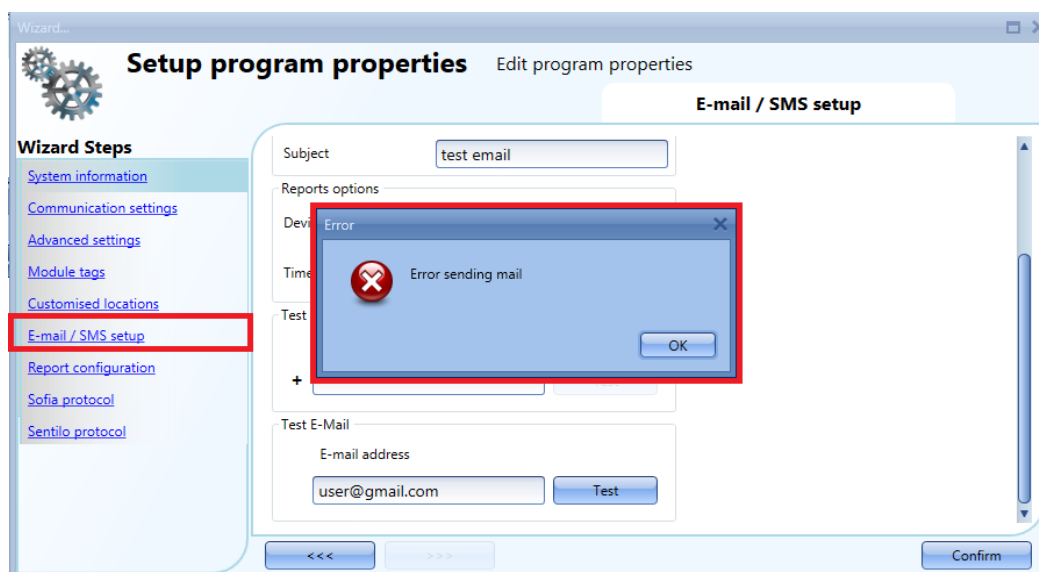 Wizard...
Setup program properties Edit program properties
E-mail / SMS setup
Wizard Steps
System information
Communication settings
Advanced settings
Module tags
Customised locations
E-mail / SMS setup
Report configuration
Sofia protocol
Sentilo protocol
Subject test email
Reports options
Devi
Time
Test
+
Error
Error sending mail
OK
Test E-Mail
E-mail address
user@gmail.com Test
<<< >>> Confirm